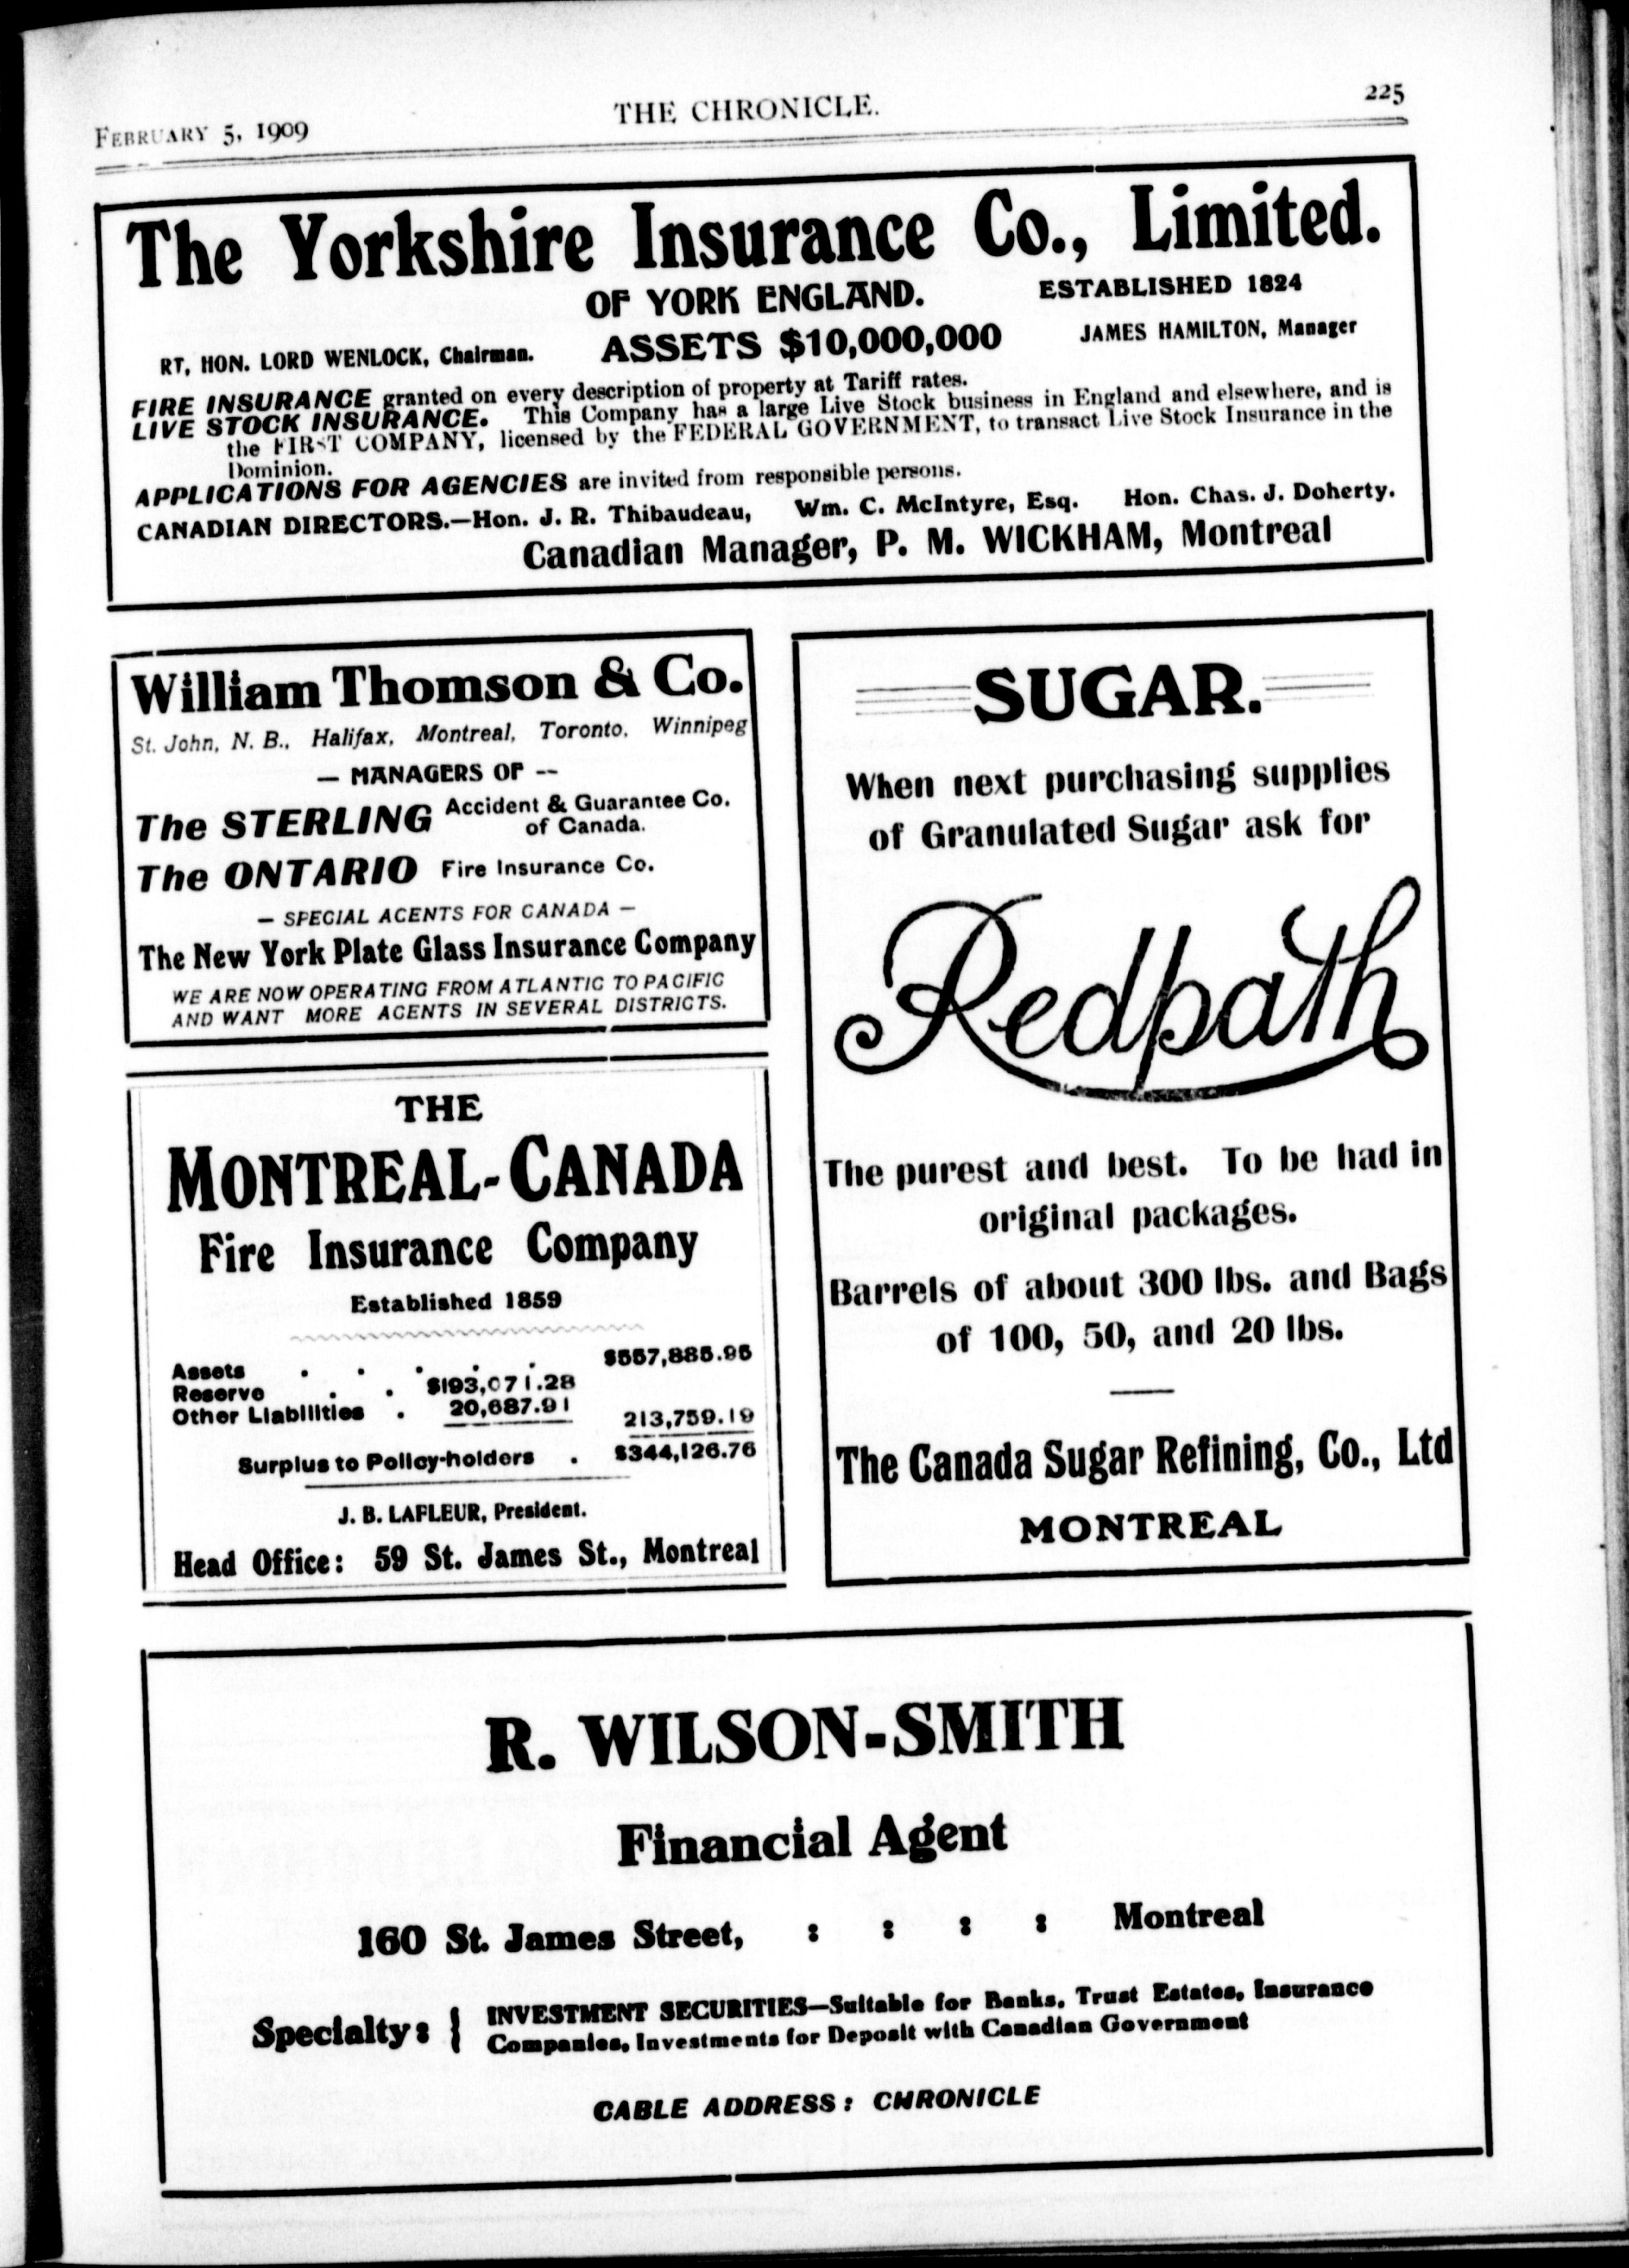 FEBRUARY 5, 1909
THE CHRONICLE.
225
The Yorkshire Insurance Co., Limited.
OF YORK ENGLAND.
ESTABLISHED 1824
RT. HON. LORD WENLOCK, Chairman.
ASSETS $10,000,000
JAMES HAMILTON, Manager
FIRE INSURANCE granted on every description of property at Tariff rates.
LIVE STOCK INSURANCE. This Company has a large Live Stock business in England and elsewhere, and is
the FIRST COMPANY, licensed by the FEDERAL GOVERNMENT, to transact Live Stock Insurance in the
Dominion.
APPLICATIONS FOR AGENCIES are invited from responsible persons.
CANADIAN DIRECTORS.—Hon. J. R. Thibaudeau, Wm. C. McIntyre, Esq. Hon. Chas. J. Doherty.
Canadian Manager, P. M. WICKHAM, Montreal
William Thomson & Co.
St. John, N. B., Halifax, Montreal, Toronto, Winnipeg
— MANAGERS OF --
The STERLING Accident & Guarantee Co.
of Canada.
The ONTARIO Fire Insurance Co.
— SPECIAL AGENTS FOR CANADA —
The New York Plate Glass Insurance Company
WE ARE NOW OPERATING FROM ATLANTIC TO PACIFIC
AND WANT MORE AGENTS IN SEVERAL DISTRICTS.
THE
MONTREAL-CANADA
Fire Insurance Company
Established 1859
Assets . . . . . $557,885.95
Reserve . . $193,071.28
Other Liabilities . 20,687.91
213,759.19
Surplus to Policy-holders . $344,126.76
J. B. LAFLEUR, President.
Head Office: 59 St. James St., Montreal
SUGAR.
When next purchasing supplies
of Granulated Sugar ask for
Redpath
The purest and best. To be had in
original packages.
Barrels of about 300 lbs. and Bags
of 100, 50, and 20 lbs.
The Canada Sugar Refining, Co., Ltd
MONTREAL
R. WILSON-SMITH
Financial Agent
160 St. James Street, : : : : Montreal
Specialty: { INVESTMENT SECURITIES—Suitable for Banks, Trust Estates, Insurance
Companies, Investments for Deposit with Canadian Government
CABLE ADDRESS: CHRONICLE